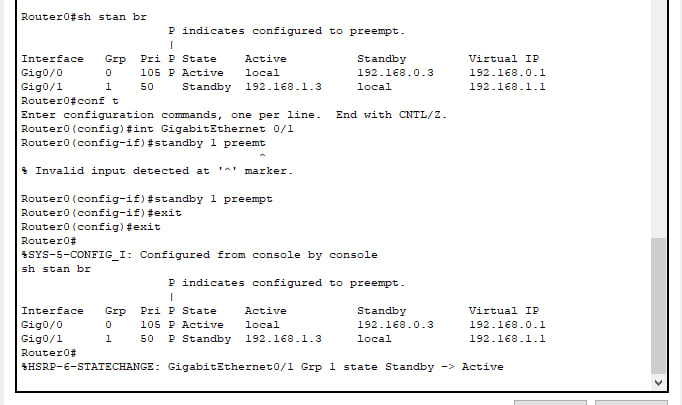 Router0#sh stan br
P indicates configured to preempt.
|
Interface Grp Pri P State Active Standby Virtual IP
Gig0/0 0 105 P Active local 192.168.0.3 192.168.0.1
Gig0/1 1 50 Standby 192.168.1.3 local 192.168.1.1
Router0#conf t
Enter configuration commands, one per line. End with CNTL/Z.
Router0(config)#int GigabitEthernet 0/1
Router0(config-if)#standby 1 preemt
^
% Invalid input detected at '^' marker.
Router0(config-if)#standby 1 preempt
Router0(config-if)#exit
Router0(config)#exit
Router0#
%SYS-5-CONFIG_I: Configured from console by console
sh stan br
P indicates configured to preempt.
|
Interface Grp Pri P State Active Standby Virtual IP
Gig0/0 0 105 P Active local 192.168.0.3 192.168.0.1
Gig0/1 1 50 P Standby 192.168.1.3 local 192.168.1.1
Router0#
%HSRP-6-STATECHANGE: GigabitEthernet0/1 Grp 1 state Standby -> Active